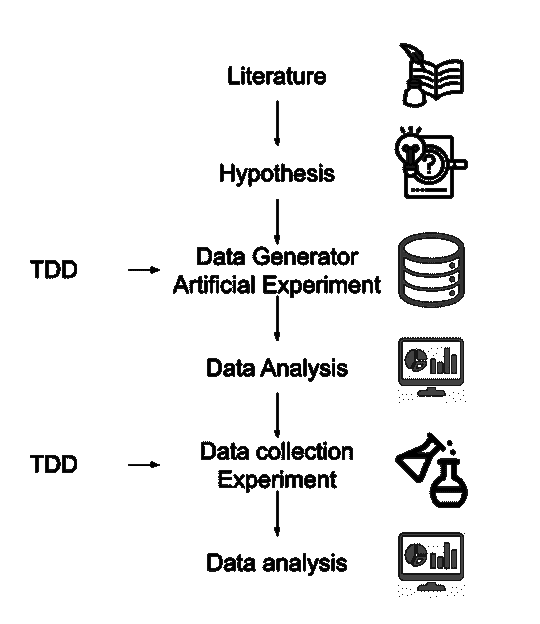 Literature
Hypothesis
TDD
Data Generator
Artificial Experiment
Data Analysis
TDD
Data collection
Experiment
Data analysis
?